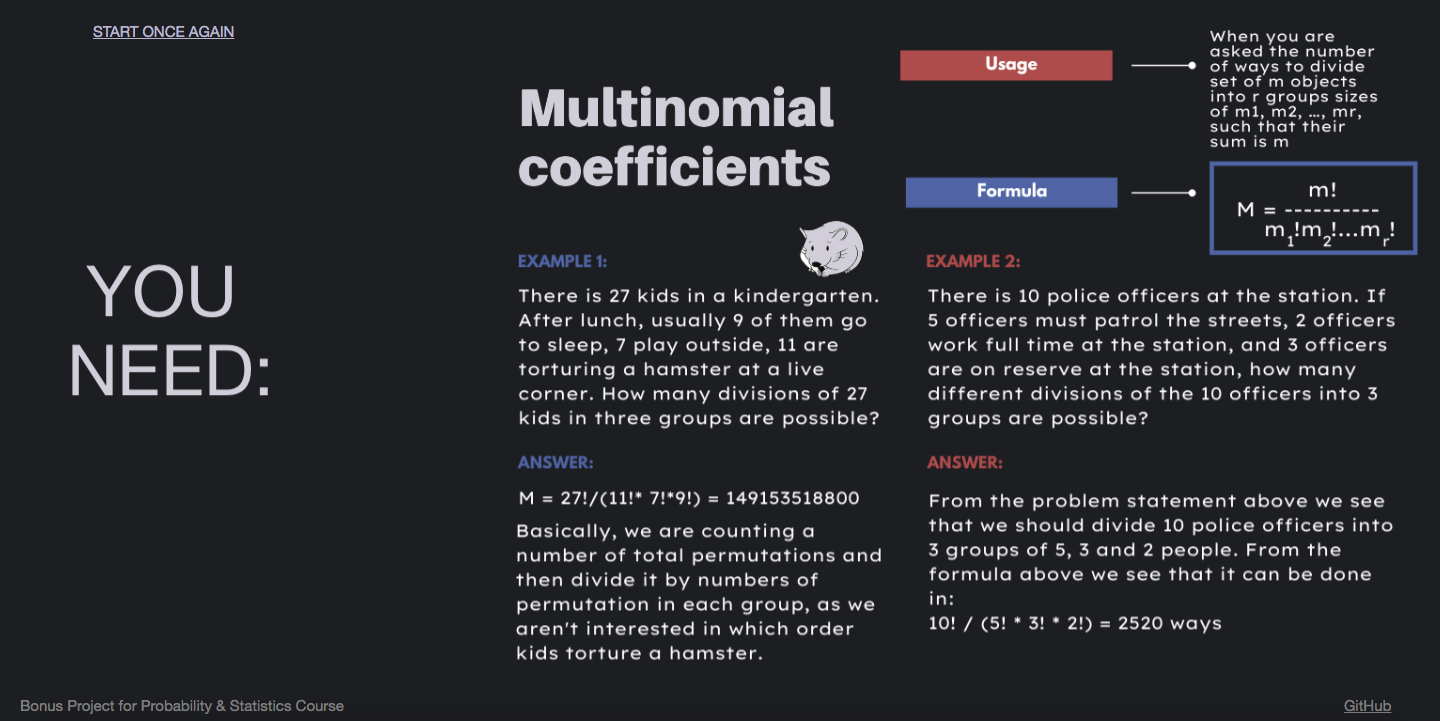 START ONCE AGAIN
YOU
NEED:
Multinomial
coefficients
Usage
When you are
asked the number
of ways to divide
set of m objects
into r groups sizes
of m1, m2, ..., mr,
such that their
sum is m
Formula
m!
M = ----------
m1!m2!...mr!
EXAMPLE 1:
There is 27 kids in a kindergarten.
After lunch, usually 9 of them go
to sleep, 7 play outside, 11 are
torturing a hamster at a live
corner. How many divisions of 27
kids in three groups are possible?
ANSWER:
M = 27!/(11!* 7!*9!) = 149153518800
Basically, we are counting a
number of total permutations and
then divide it by numbers of
permutation in each group, as we
aren't interested in which order
kids torture a hamster.
EXAMPLE 2:
There is 10 police officers at the station. If
5 officers must patrol the streets, 2 officers
work full time at the station, and 3 officers
are on reserve at the station, how many
different divisions of the 10 officers into 3
groups are possible?
ANSWER:
From the problem statement above we see
that we should divide 10 police officers into
3 groups of 5, 3 and 2 people. From the
formula above we see that it can be done
in:
10! / (5! * 3! * 2!) = 2520 ways
Bonus Project for Probability & Statistics Course
GitHub